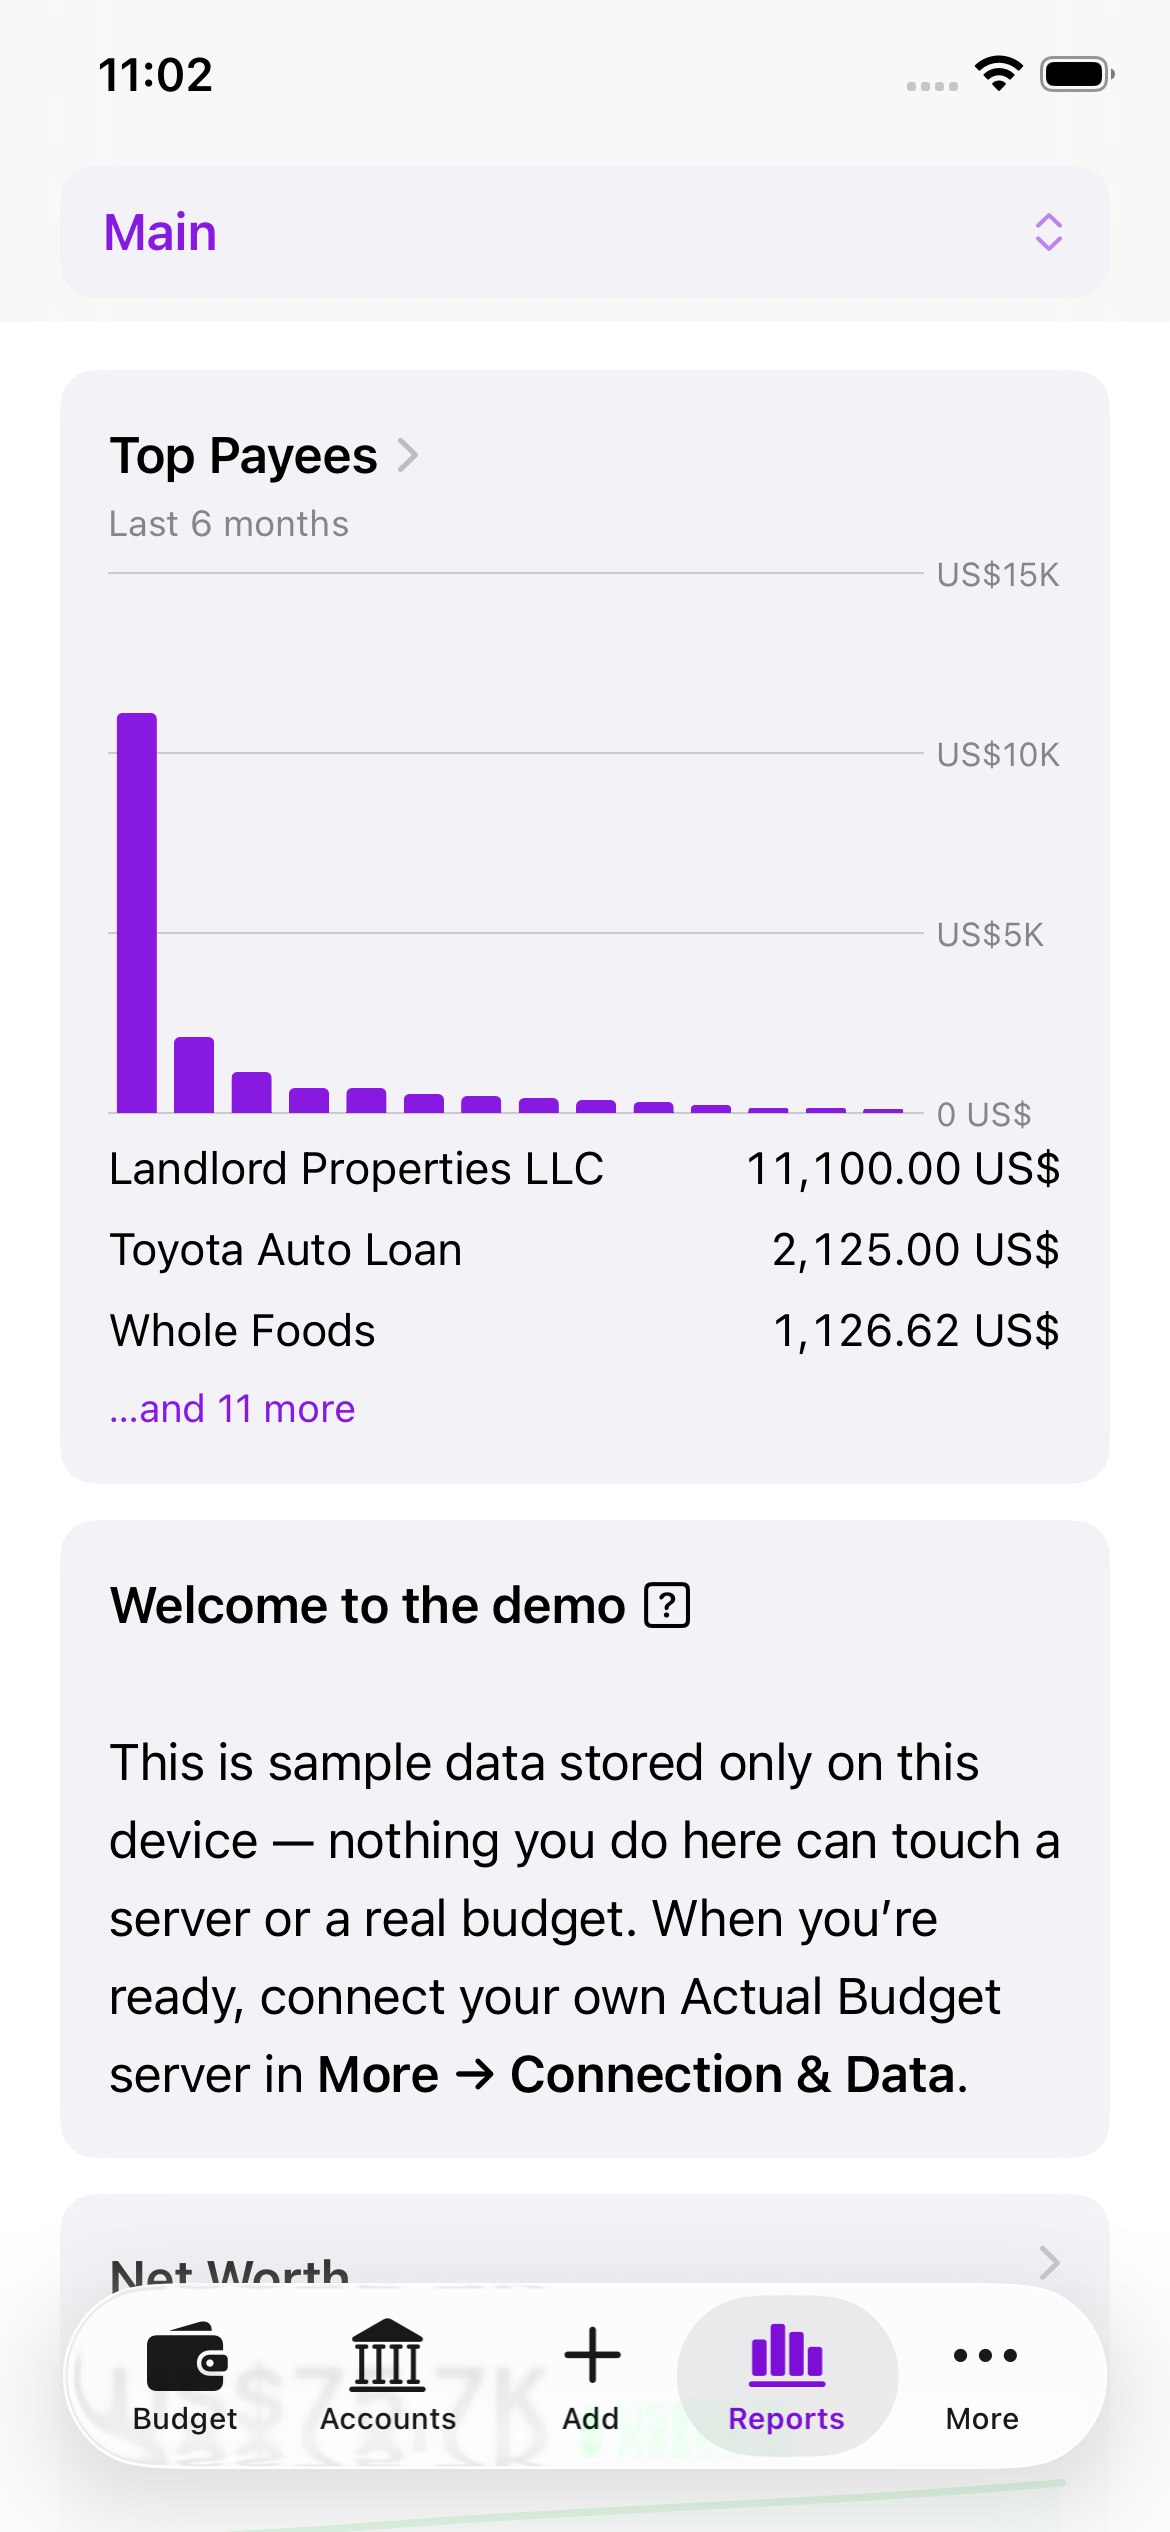 11:02
Main
Top Payees
Last 6 months
US$15K
US$10K
US$5K
0 US$
Landlord Properties LLC 11,100.00 US$
Toyota Auto Loan 2,125.00 US$
Whole Foods 1,126.62 US$
...and 11 more
Welcome to the demo ?
This is sample data stored only on this
device — nothing you do here can touch a
server or a real budget. When you’re
ready, connect your own Actual Budget
server in More → Connection & Data.
Net Worth
Budget
Accounts
Add
Reports
More